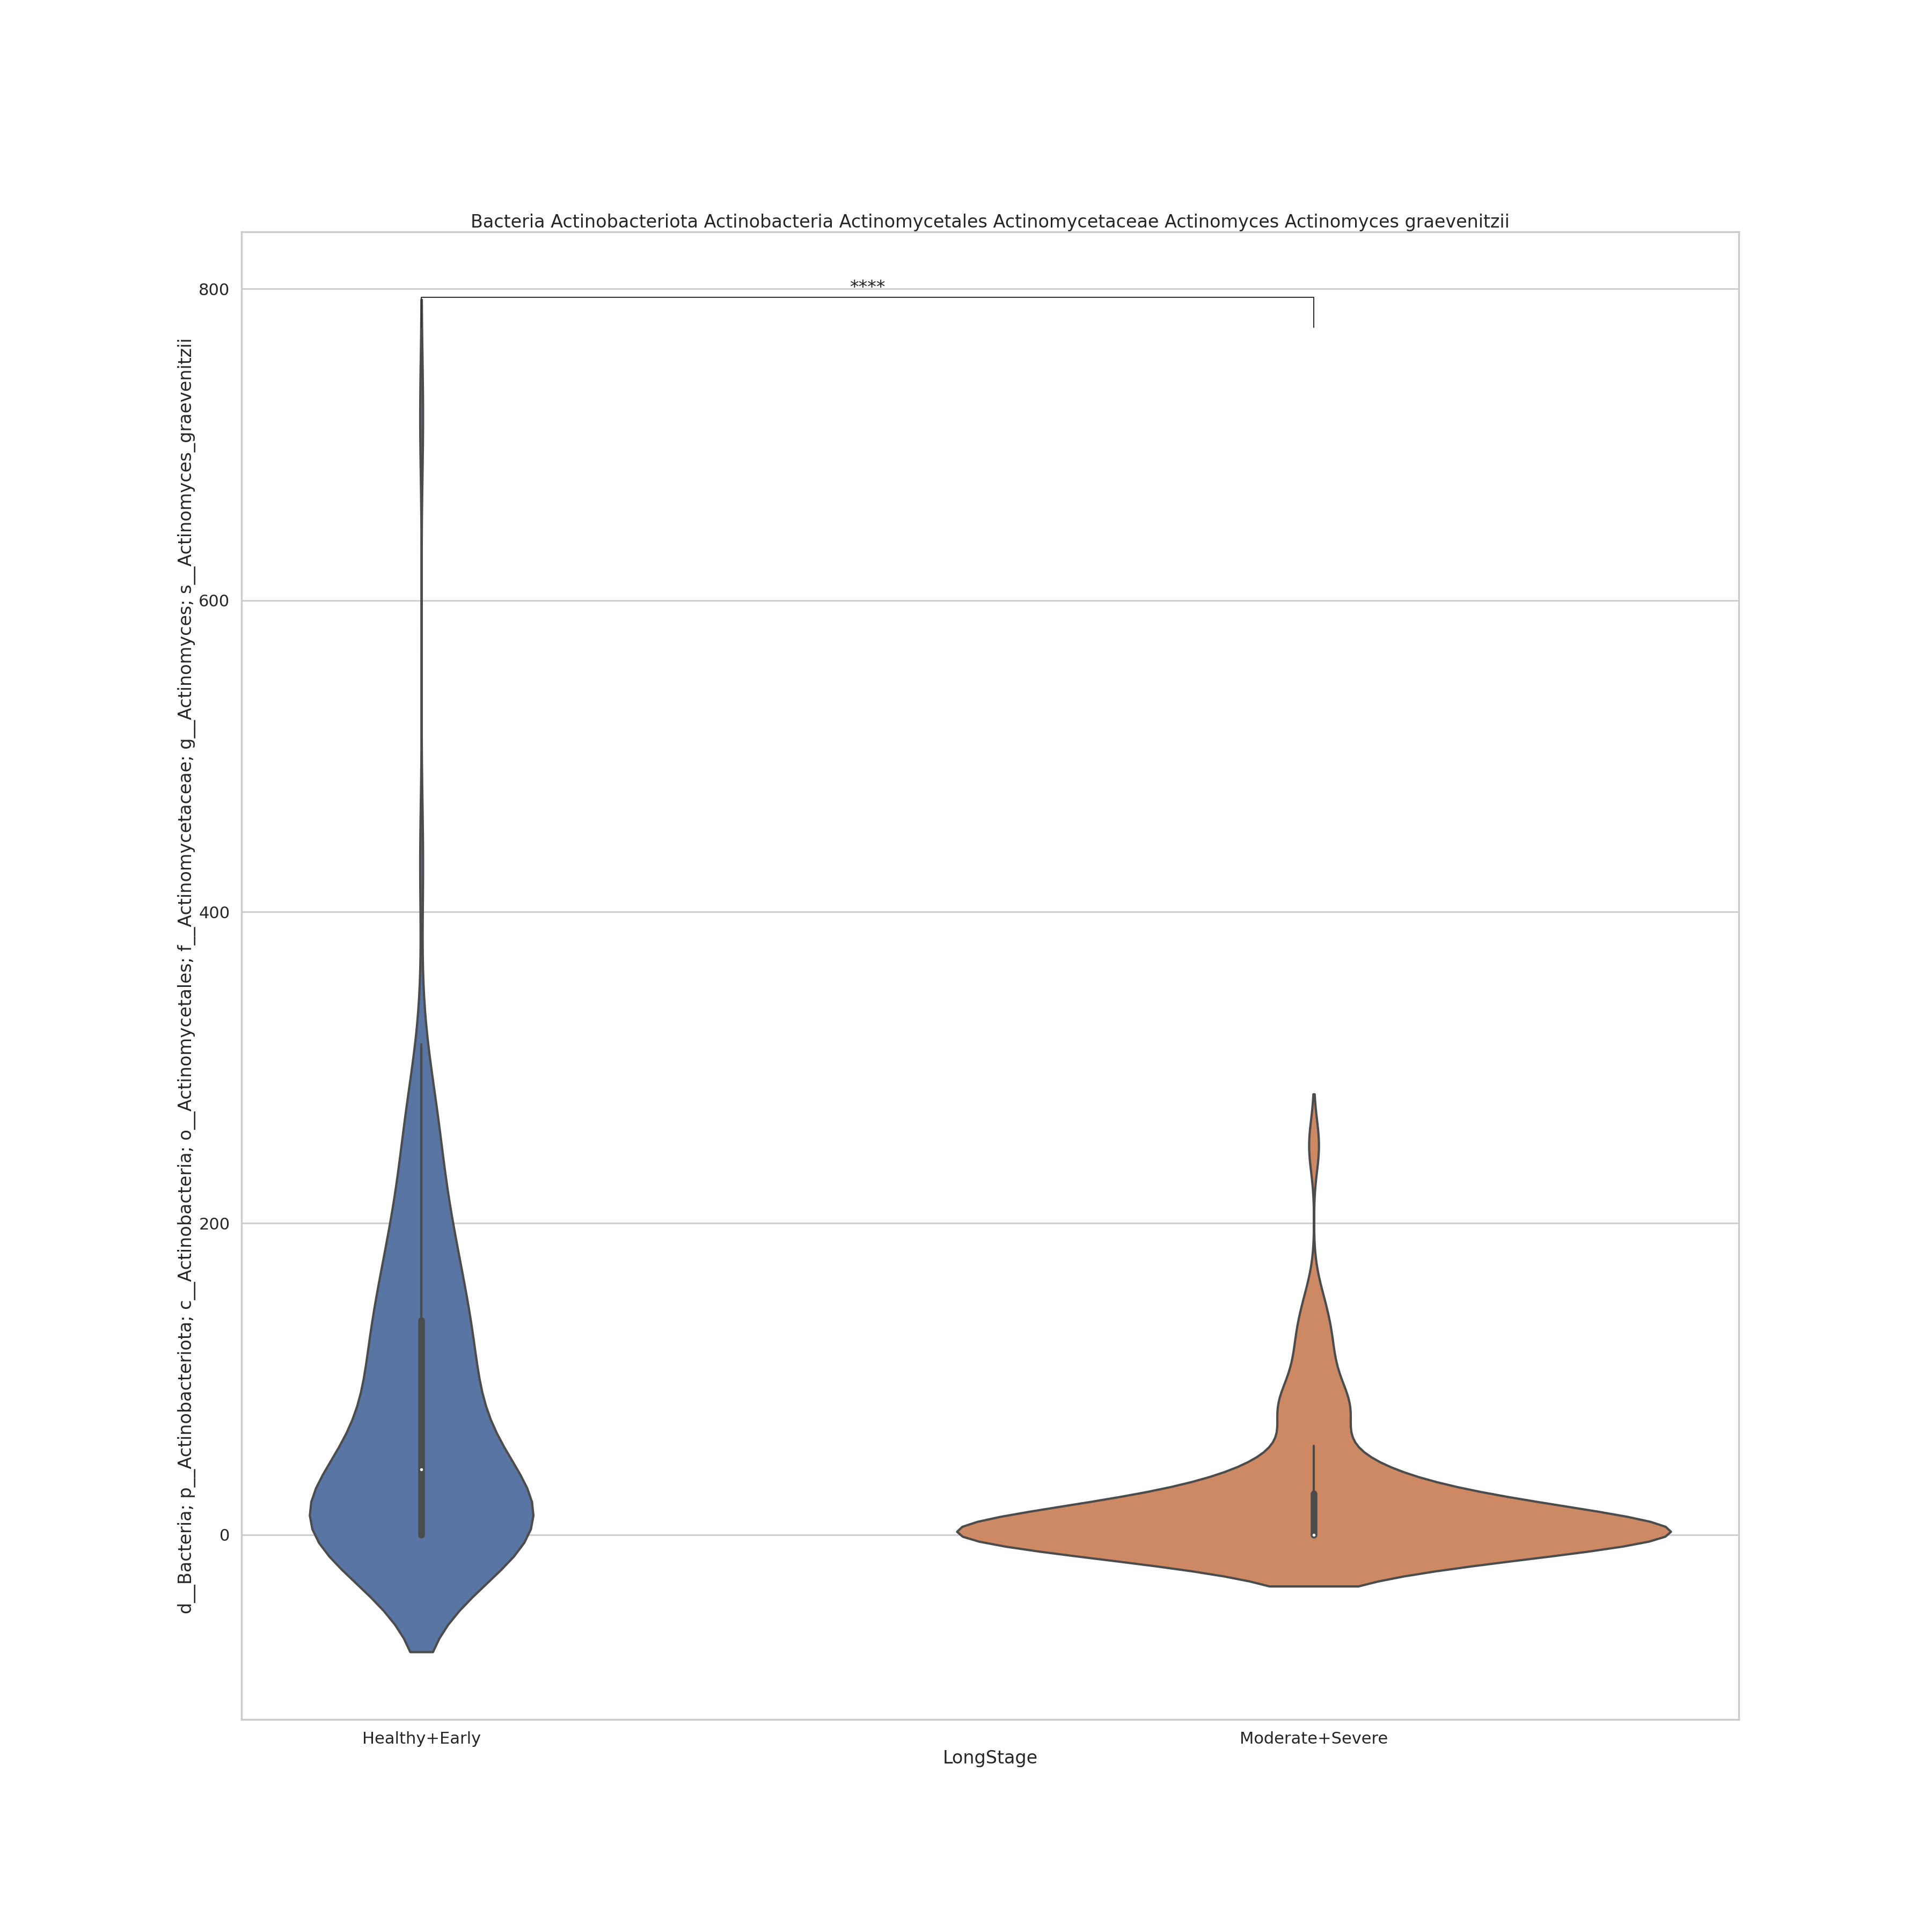 Bacteria Actinobacteriota Actinobacteria Actinomycetales Actinomycetaceae Actinomyces Actinomyces graevenitzii
****
d__Bacteria; p__Actinobacteriota; c__Actinobacteria; o__Actinomycetales; f__Actinomycetaceae; g__Actinomyces; s__Actinomyces_graevenitzii
800
600
400
200
0
Healthy+Early
Moderate+Severe
LongStage